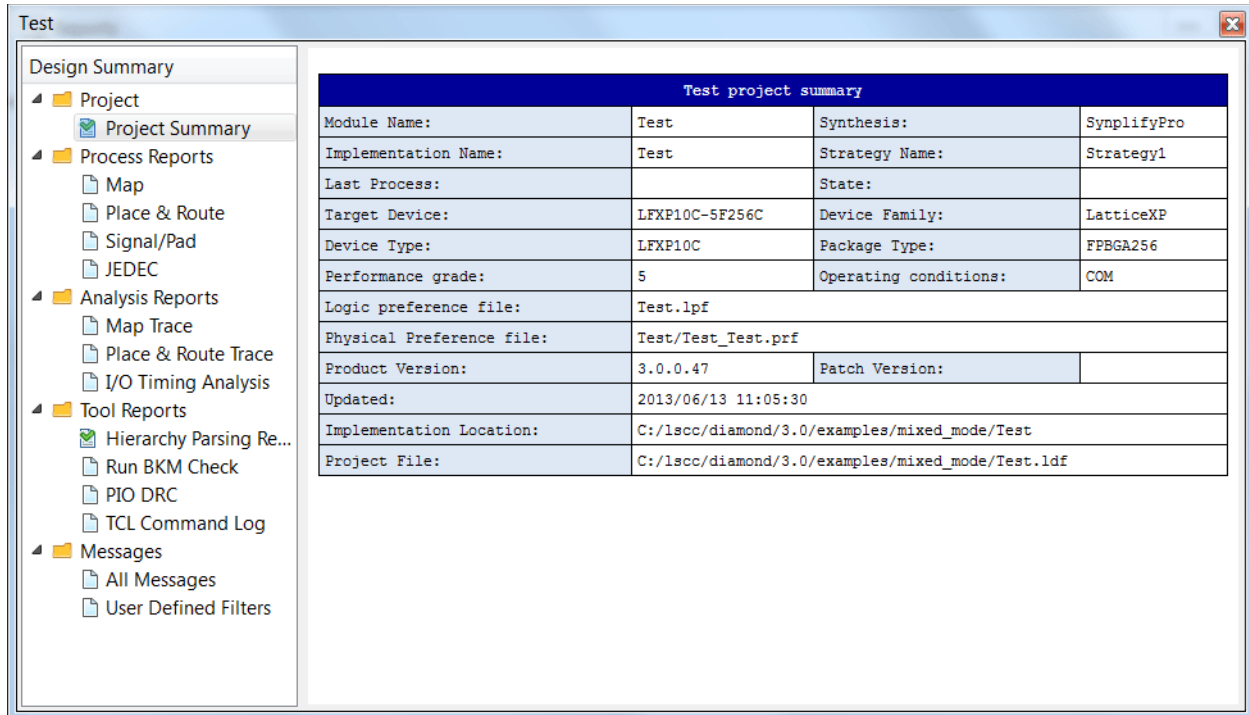 Test
Design Summary
Project
Project Summary
Process Reports
Map
Place & Route
Signal/Pad
JEDEC
Analysis Reports
Map Trace
Place & Route Trace
I/O Timing Analysis
Tool Reports
Hierarchy Parsing Re...
Run BKM Check
PIO DRC
TCL Command Log
Messages
All Messages
User Defined Filters
Test project summary
Module Name: Test Synthesis: SynplifyPro
Implementation Name: Test Strategy Name: Strategy1
Last Process: State:
Target Device: LFXP10C-5F256C Device Family: LatticeXP
Device Type: LFXP10C Package Type: FPBGA256
Performance grade: 5 Operating conditions: COM
Logic preference file: Test.lpf
Physical Preference file: Test/Test_Test.prf
Product Version: 3.0.0.47 Patch Version:
Updated: 2013/06/13 11:05:30
Implementation Location: C:/lscc/diamond/3.0/examples/mixed_mode/Test
Project File: C:/lscc/diamond/3.0/examples/mixed_mode/Test.ldf